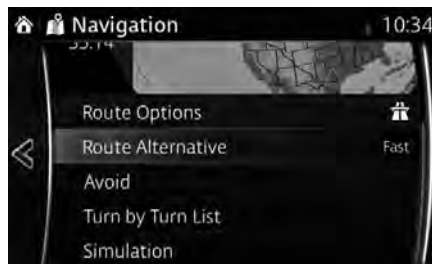 Navigation 10:34
Route Options
Route Alternative Fast
Avoid
Turn by Turn List
Simulation